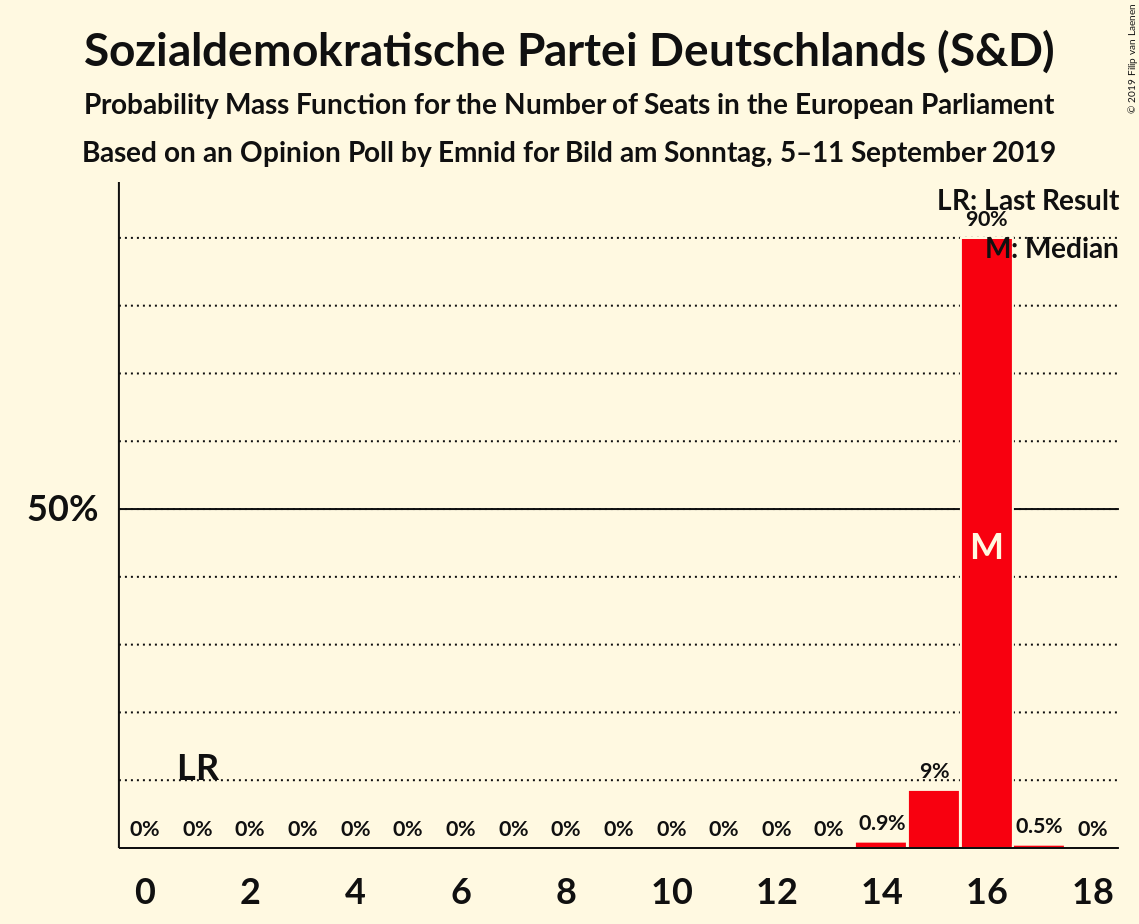 Sozialdemokratische Partei Deutschlands (S&D)
Probability Mass Function for the Number of Seats in the European Parliament
Based on an Opinion Poll by Emnid for Bild am Sonntag, 5–11 September 2019
© 2019 Filip van Laenen
LR: Last Result
90%
M: Median
50%
M
LR
9%
0% 0% 0% 0% 0% 0% 0% 0% 0% 0% 0% 0% 0% 0% 0.9% 0.5% 0%
0 2 4 6 8 10 12 14 16 18